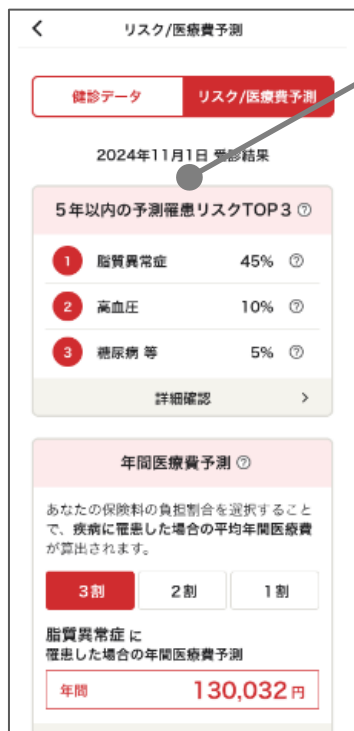 リスク/医療費予測
健診データ
リスク/医療費予測
2024年11月1日 受診結果
5年以内の予測罹患リスクTOP3 ?
1 脂質異常症 45% ?
2 高血圧 10% ?
3 糖尿病 等 5% ?
詳細確認 >
年間医療費予測 ?
あなたの保険料の負担割合を選択すること
で、疾病に罹患した場合の平均年間医療費
が算出されます。
3割 2割 1割
脂質異常症 に
罹患した場合の年間医療費予測
年間 130,032 円